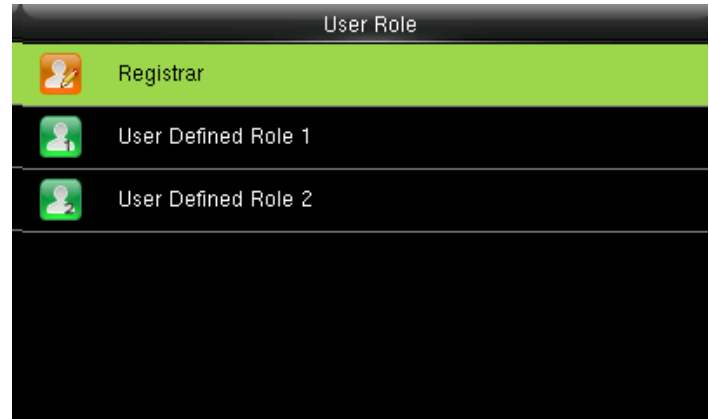 User Role
Registrar
User Defined Role 1
User Defined Role 2